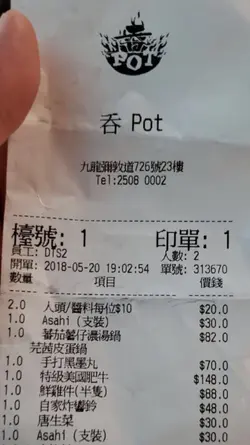 POT
呑 Pot
九龍彌敦道726號23樓
Tel:2508 0002
檯號: 1 印單: 1
員工: DTS2 人數: 2
開單: 2018-05-20 19:02:54 單號: 313670
數量 項目 價錢
2.0 人頭/醬料每位$10 $20.0
1.0 Asahi (支裝) $30.0
1.0 蕃茄薯仔濃湯鍋 $82.0
芫茜皮蛋鍋
1.0 手打黑墨丸 $70.0
1.0 特級美國肥牛 $148.0
1.0 鮮雞件(半隻) $88.0
1.0 自家炸響鈴 $48.0
1.0 唐生菜 $30.0
1.0 Asahi (支裝) $30.0